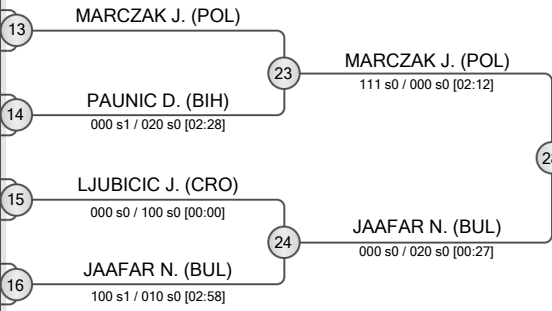 13
MARCZAK J. (POL)
23
MARCZAK J. (POL)
111 s0 / 000 s0 [02:12]
14
PAUNIC D. (BIH)
000 s1 / 020 s0 [02:28]
15
LJUBICIC J. (CRO)
000 s0 / 100 s0 [00:00]
24
JAAFAR N. (BUL)
000 s0 / 020 s0 [00:27]
16
JAAFAR N. (BUL)
100 s1 / 010 s0 [02:58]